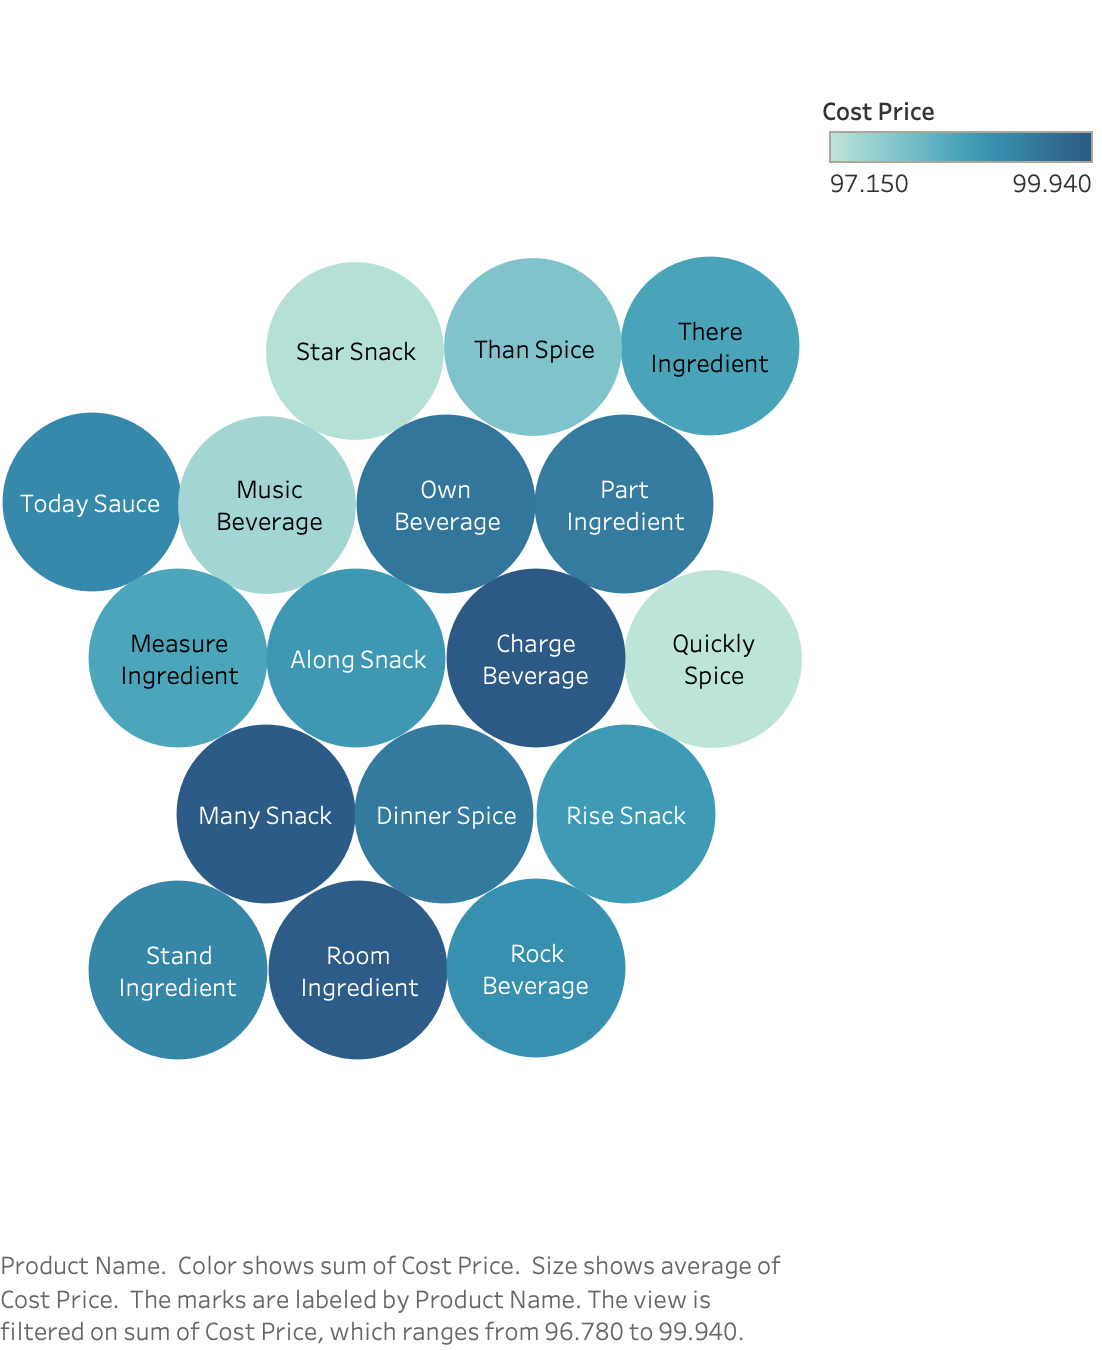 Cost Price
97.150 99.940
Star Snack
Than Spice
There
Ingredient
Today Sauce
Music
Beverage
Own
Beverage
Part
Ingredient
Measure
Ingredient
Along Snack
Charge
Beverage
Quickly
Spice
Many Snack
Dinner Spice
Rise Snack
Stand
Ingredient
Room
Ingredient
Rock
Beverage
Product Name.  Color shows sum of Cost Price.  Size shows average of
Cost Price.  The marks are labeled by Product Name. The view is
filtered on sum of Cost Price, which ranges from 96.780 to 99.940.